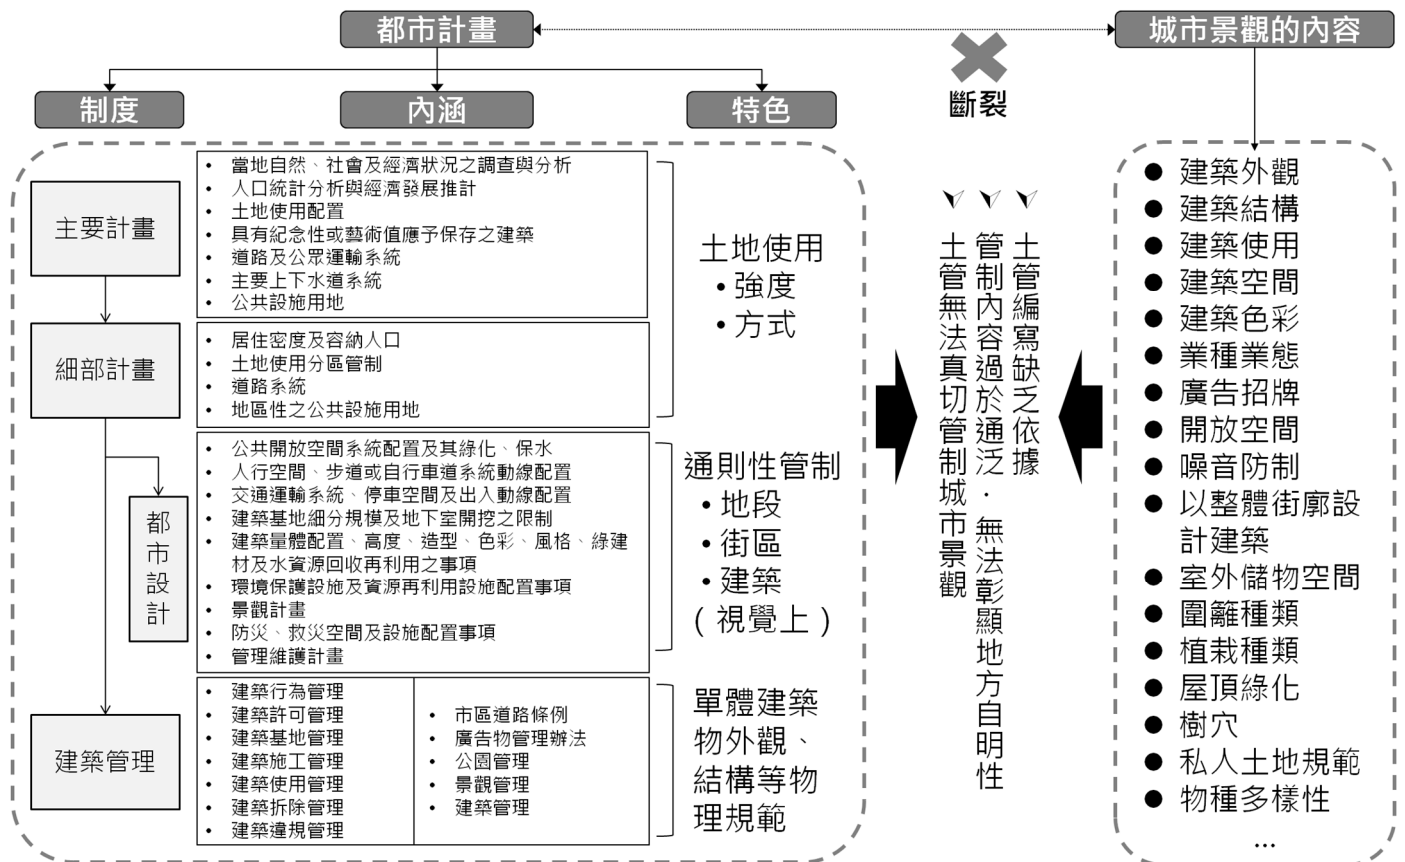 都市計畫
城市景觀的內容
斷裂
制度
內涵
特色
主要計畫
• 當地自然、社會及經濟狀況之調查與分析
• 人口統計分析與經濟發展推計
• 土地使用配置
• 具有紀念性或藝術值應予保存之建築
• 道路及公眾運輸系統
• 主要上下水道系統
• 公共設施用地
細部計畫
• 居住密度及容納人口
• 土地使用分區管制
• 道路系統
• 地區性之公共設施用地
土地使用
•強度
•方式
都市設計
• 公共開放空間系統配置及其綠化、保水
• 人行空間、步道或自行車道系統動線配置
• 交通運輸系統、停車空間及出入動線配置
• 建築基地細分規模及地下室開挖之限制
• 建築量體配置、高度、造型、色彩、風格、綠建
材及水資源回收再利用之事項
• 環境保護設施及資源再利用設施配置事項
• 景觀計畫
• 防災、救災空間及設施配置事項
• 管理維護計畫
通則性管制
•地段
•街區
•建築
(視覺上)
建築管理
• 建築行為管理
• 建築許可管理
• 建築基地管理
• 建築施工管理
• 建築使用管理
• 建築拆除管理
• 建築違規管理
• 市區道路條例
• 廣告物管理辦法
• 公園管理
• 景觀管理
• 建築管理
單體建築
物外觀、
結構等物
理規範
土管編寫缺乏依據
管制內容過於通泛．無法彰顯地方自明性
土管無法真切管制城市景觀
● 建築外觀
● 建築結構
● 建築使用
● 建築空間
● 建築色彩
● 業種業態
● 廣告招牌
● 開放空間
● 噪音防制
● 以整體街廓設
計建築
● 室外儲物空間
● 圍籬種類
● 植栽種類
● 屋頂綠化
● 樹穴
● 私人土地規範
● 物種多樣性
…